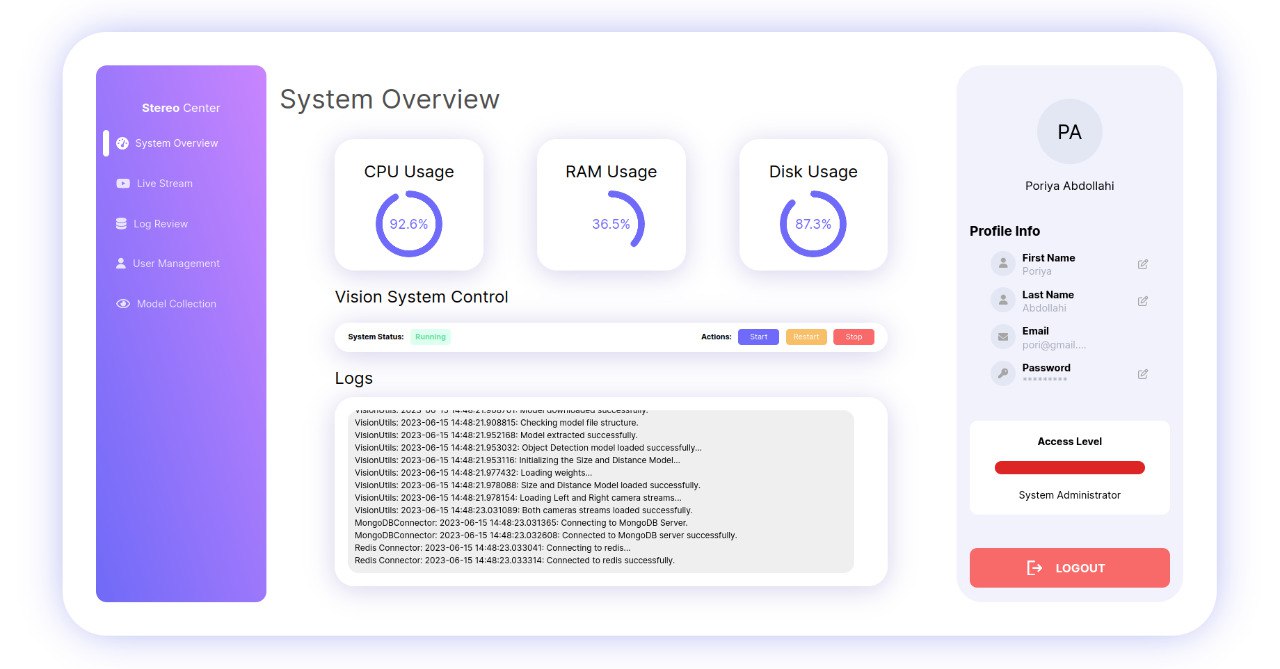 Stereo Center
System Overview
Live Stream
Log Review
User Management
Model Collection
System Overview
CPU Usage
92.6%
RAM Usage
36.5%
Disk Usage
87.3%
Vision System Control
System Status: Running
Actions: Start Restart Stop
Logs
VisionUtils: 2023-06-15 14:48:21.908701: Model downloaded successfully.
VisionUtils: 2023-06-15 14:48:21.908815: Checking model file structure.
VisionUtils: 2023-06-15 14:48:21.952168: Model extracted successfully.
VisionUtils: 2023-06-15 14:48:21.953032: Object Detection model loaded successfully...
VisionUtils: 2023-06-15 14:48:21.953116: Initializing the Size and Distance Model...
VisionUtils: 2023-06-15 14:48:21.977432: Loading weights...
VisionUtils: 2023-06-15 14:48:21.978088: Size and Distance Model loaded successfully.
VisionUtils: 2023-06-15 14:48:21.978154: Loading Left and Right camera streams...
VisionUtils: 2023-06-15 14:48:23.031089: Both cameras streams loaded successfully.
MongoDBConnector: 2023-06-15 14:48:23.031365: Connecting to MongoDB Server.
MongoDBConnector: 2023-06-15 14:48:23.032608: Connected to MongoDB server successfully.
Redis Connector: 2023-06-15 14:48:23.033041: Connecting to redis...
Redis Connector: 2023-06-15 14:48:23.033314: Connected to redis successfully.
PA
Poriya Abdollahi
Profile Info
First Name
Poriya
Last Name
Abdollahi
Email
pori@gmail....
Password
*********
Access Level
System Administrator
LOGOUT